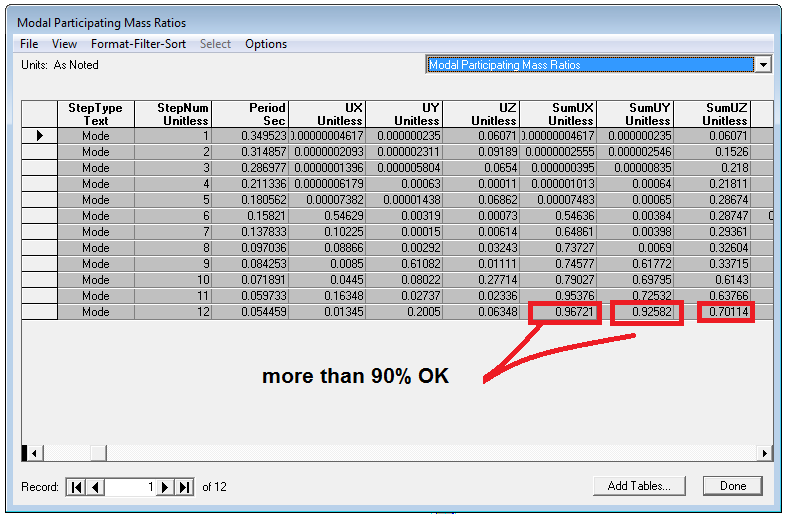 Modal Participating Mass Ratios
File View Format-Filter-Sort Select Options
Units: As Noted
Modal Participating Mass Ratios
StepType StepNum Period UX UY UZ SumUX SumUY SumUZ
Text Unitless Sec Unitless Unitless Unitless Unitless Unitless Unitless
Mode 1 0.349523 0.00000004617 0.000000235 0.06071 0.00000004617 0.000000235 0.06071
Mode 2 0.314857 0.0000002093 0.000002311 0.09189 0.0000002555 0.000002546 0.1526
Mode 3 0.286977 0.0000001396 0.000005804 0.0654 0.000000395 0.00000835 0.218
Mode 4 0.211336 0.0000006179 0.00063 0.00011 0.000001013 0.00064 0.21811
Mode 5 0.180562 0.00007382 0.00001438 0.06862 0.00007483 0.00065 0.28674
Mode 6 0.15821 0.54629 0.00319 0.00073 0.54636 0.00384 0.28747
Mode 7 0.137833 0.10225 0.00015 0.00614 0.64861 0.00398 0.29361
Mode 8 0.097036 0.08866 0.00292 0.03243 0.73727 0.0069 0.32604
Mode 9 0.084253 0.0085 0.61082 0.01111 0.74577 0.61772 0.33715
Mode 10 0.071891 0.0445 0.08022 0.27714 0.79027 0.69795 0.6143
Mode 11 0.059733 0.16348 0.02737 0.02336 0.95376 0.72532 0.63766
Mode 12 0.054459 0.01345 0.2005 0.06348 0.96721 0.92582 0.70114
more than 90% OK
Record: 1 of 12
Add Tables... Done